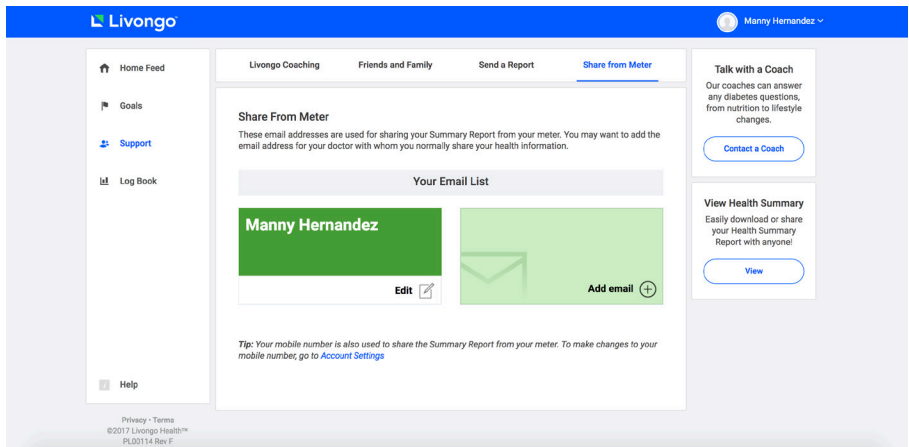 Livongo
Manny Hernandez
Home Feed
Goals
Support
Log Book
Help
Privacy • Terms
©2017 Livongo Health℠
PL00114 Rev F
Livongo Coaching
Friends and Family
Send a Report
Share from Meter
Share From Meter
These email addresses are used for sharing your Summary Report from your meter. You may want to add the
email address for your doctor with whom you normally share your health information.
Your Email List
Manny Hernandez
Edit
Add email
Tip: Your mobile number is also used to share the Summary Report from your meter. To make changes to your
mobile number, go to Account Settings
Talk with a Coach
Our coaches can answer
any diabetes questions,
from nutrition to lifestyle
changes.
Contact a Coach
View Health Summary
Easily download or share
your Health Summary
Report with anyone!
View